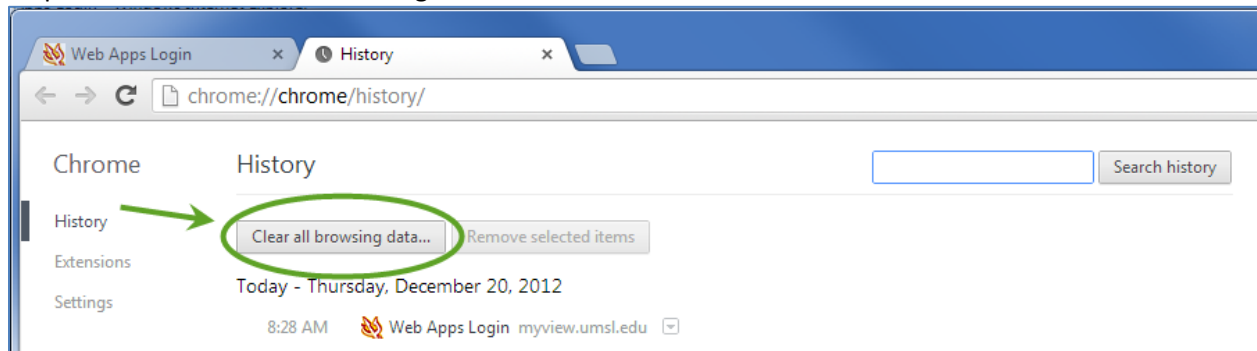 Web Apps Login
History
chrome://chrome/history/
Chrome
History
Search history
History
Extensions
Settings
Clear all browsing data...
Remove selected items
Today - Thursday, December 20, 2012
8:28 AM Web Apps Login myview.umsl.edu